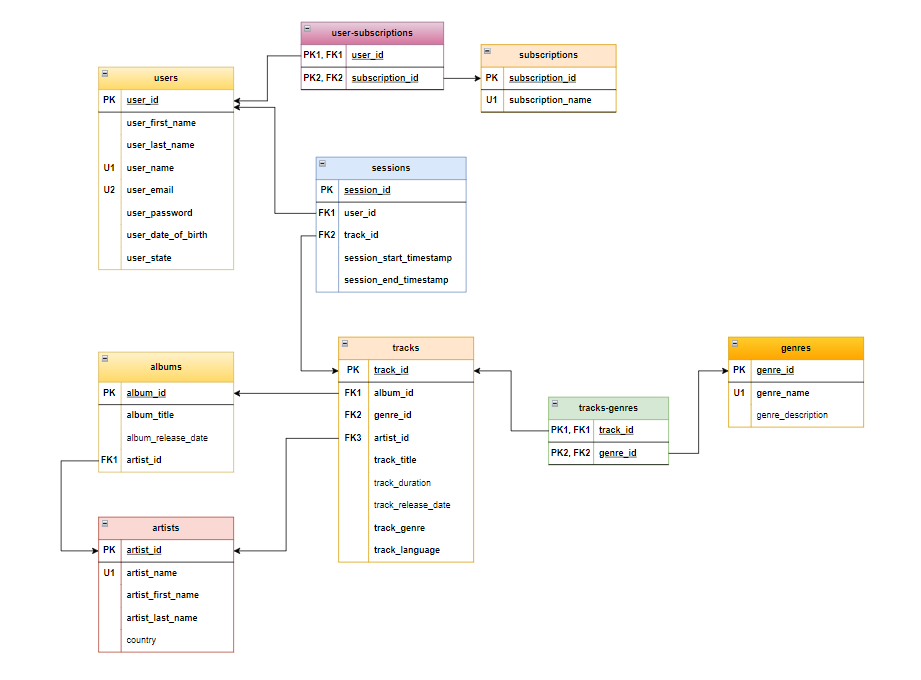 user-subscriptions
PK1, FK1 user_id
PK2, FK2 subscription_id
subscriptions
PK subscription_id
U1 subscription_name
users
PK user_id
user_first_name
user_last_name
U1 user_name
U2 user_email
user_password
user_date_of_birth
user_state
sessions
PK session_id
FK1 user_id
FK2 track_id
session_start_timestamp
session_end_timestamp
tracks
PK track_id
FK1 album_id
FK2 genre_id
FK3 artist_id
track_title
track_duration
track_release_date
track_genre
track_language
genres
PK genre_id
U1 genre_name
genre_description
tracks-genres
PK1, FK1 track_id
PK2, FK2 genre_id
albums
PK album_id
album_title
album_release_date
FK1 artist_id
artists
PK artist_id
U1 artist_name
artist_first_name
artist_last_name
country